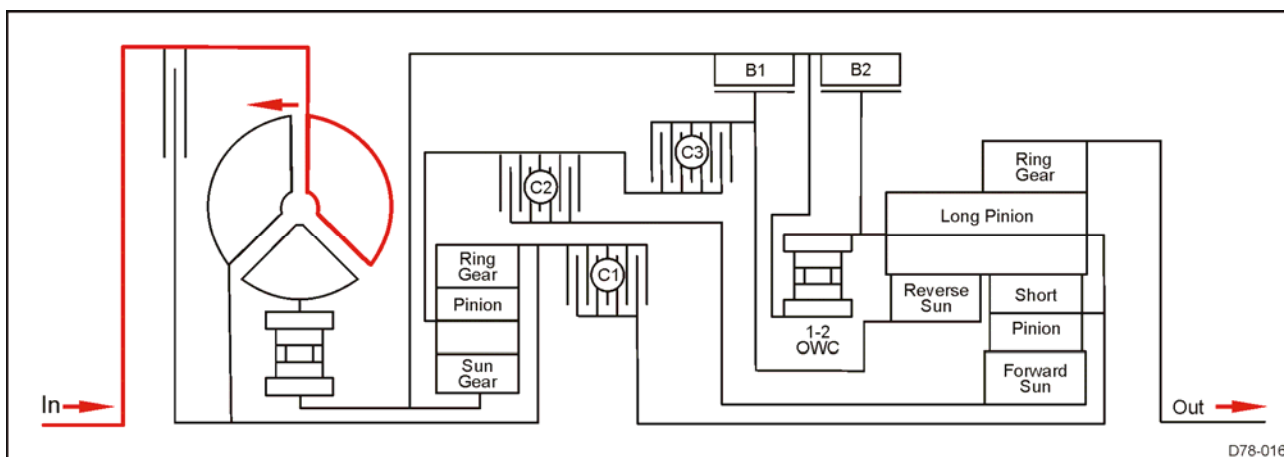 B1
B2
C3
C2
Ring
Gear
Long Pinion
Ring
Gear
C1
Pinion
Reverse
Sun
Short
1-2
OWC
Pinion
Sun
Gear
Forward
Sun
In
Out
D78-016